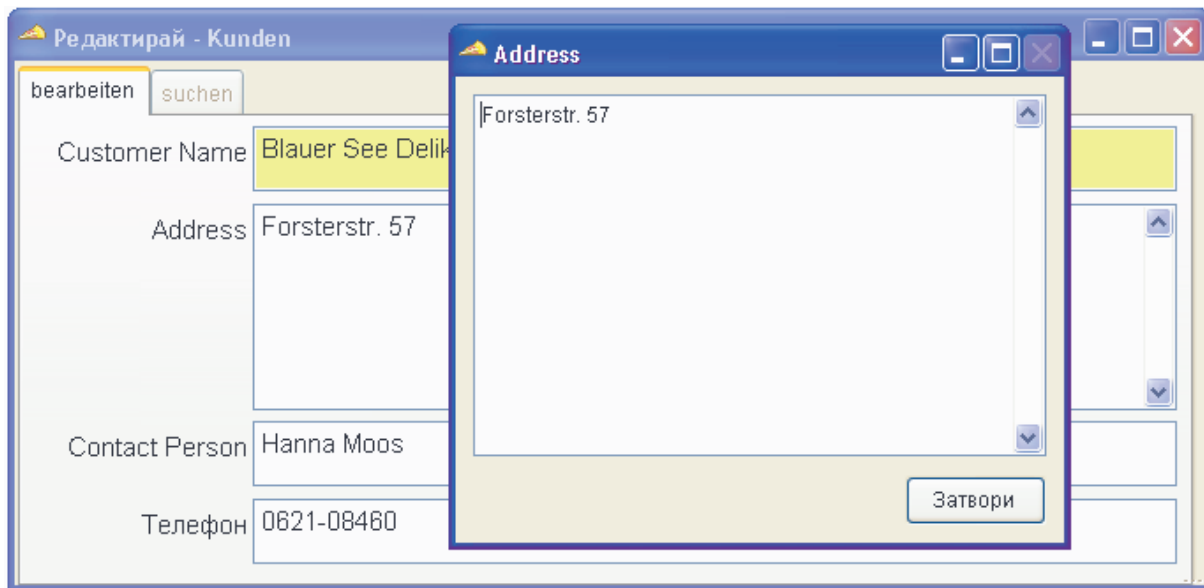 Редактирай - Kunden
bearbeiten
suchen
Customer Name
Blauer See Delik
Address
Forsterstr. 57
Contact Person
Hanna Moos
Телефон
0621-08460
Address
Forsterstr. 57
Затвори